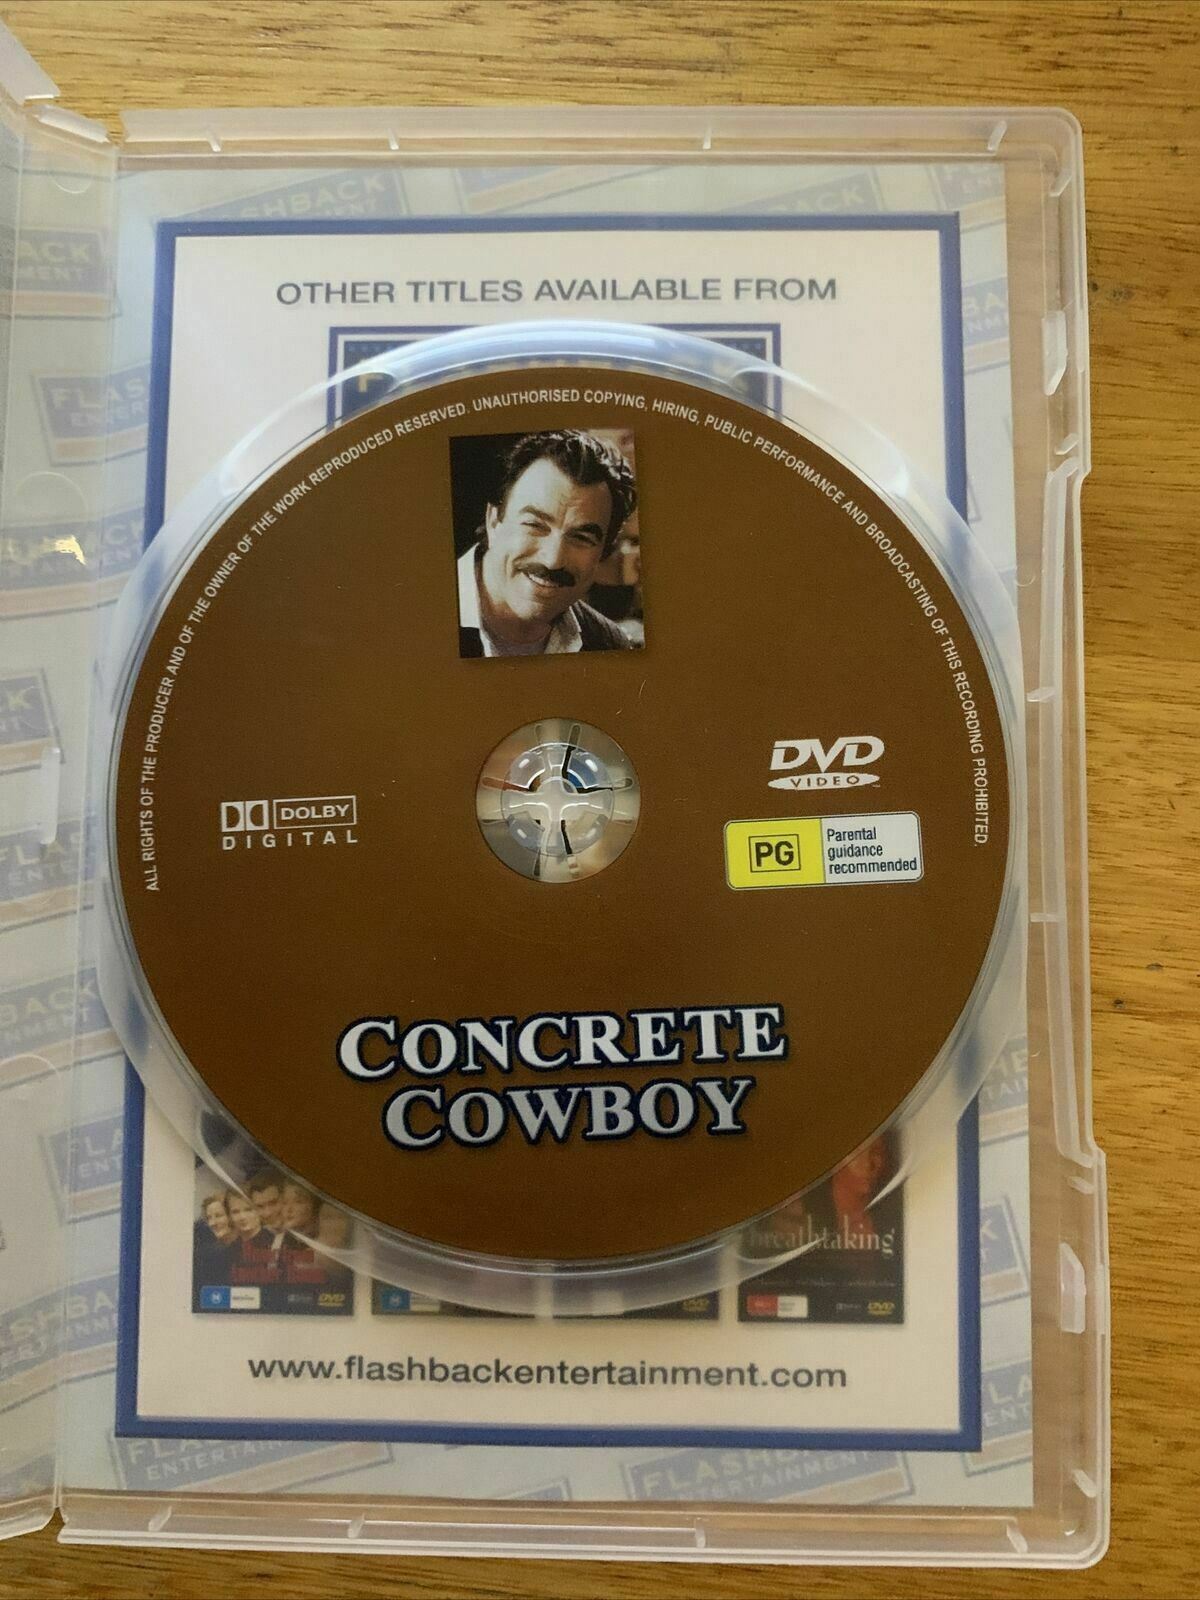 OTHER TITLES AVAILABLE FROM
ALL RIGHTS OF THE PRODUCER AND OF THE OWNER OF THE WORK REPRODUCED RESERVED. UNAUTHORISED COPYING, HIRING, PUBLIC PERFORMANCE AND BROADCASTING OF THIS RECORDING PROHIBITED.
DVD
VIDEO
DOLBY
DIGITAL
PG
Parental
guidance
recommended
CONCRETE
COWBOY
breathtaking
www.flashbackentertainment.com
FLASHBACK
ENTERTAINMENT